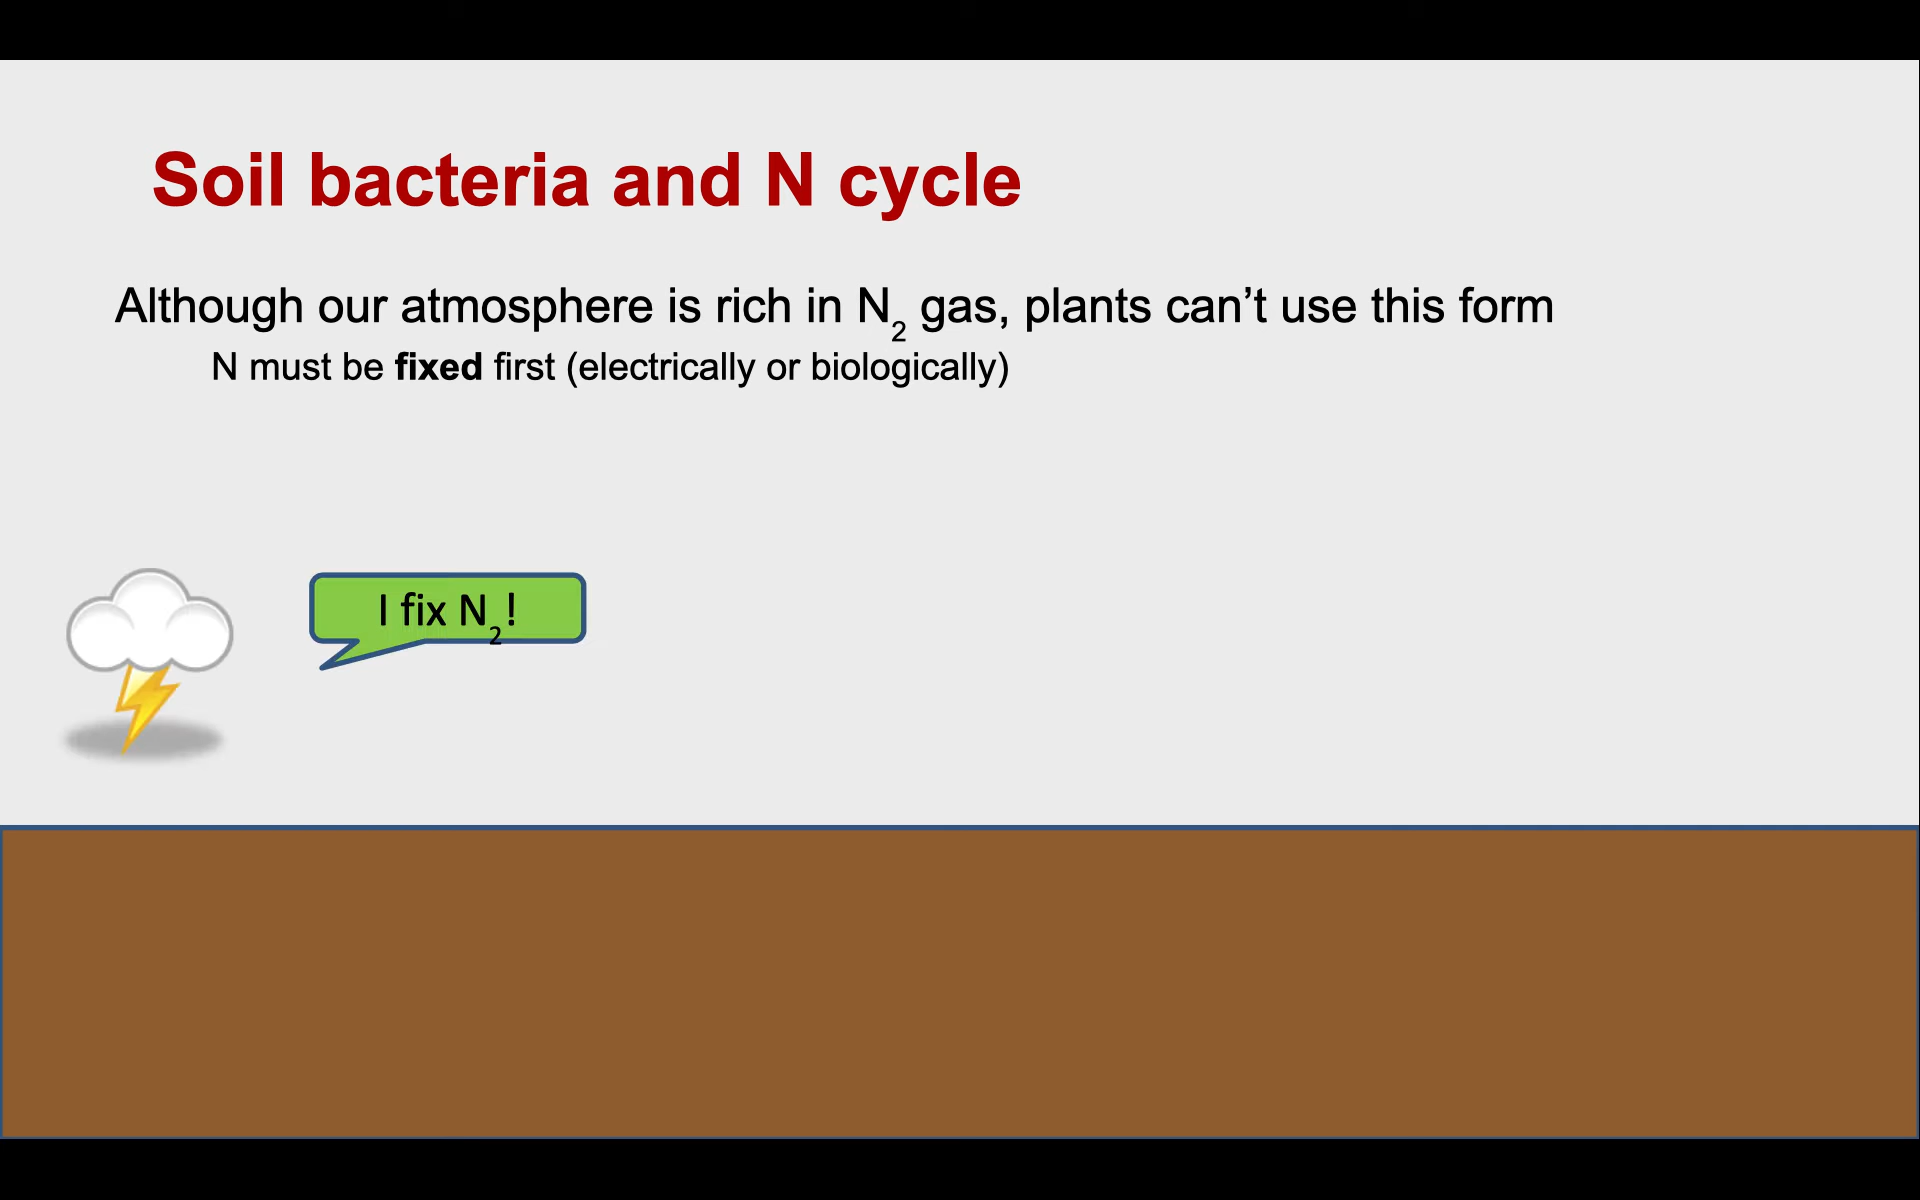 Soil bacteria and N cycle
Although our atmosphere is rich in N₂ gas, plants can’t use this form
N must be fixed first (electrically or biologically)
I fix N₂!